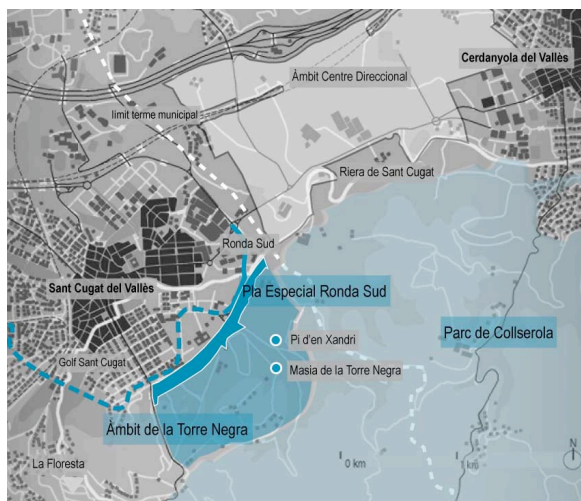 Cerdanyola del Vallès
Àmbit Centre Direccional
límit terme municipal
Riera de Sant Cugat
Ronda Sud
Sant Cugat del Vallès
Pla Especial Ronda Sud
Pi d'en Xandri
Parc de Collserola
Golf Sant Cugat
Masia de la Torre Negra
Àmbit de la Torre Negra
La Floresta
N
0 km
1 km